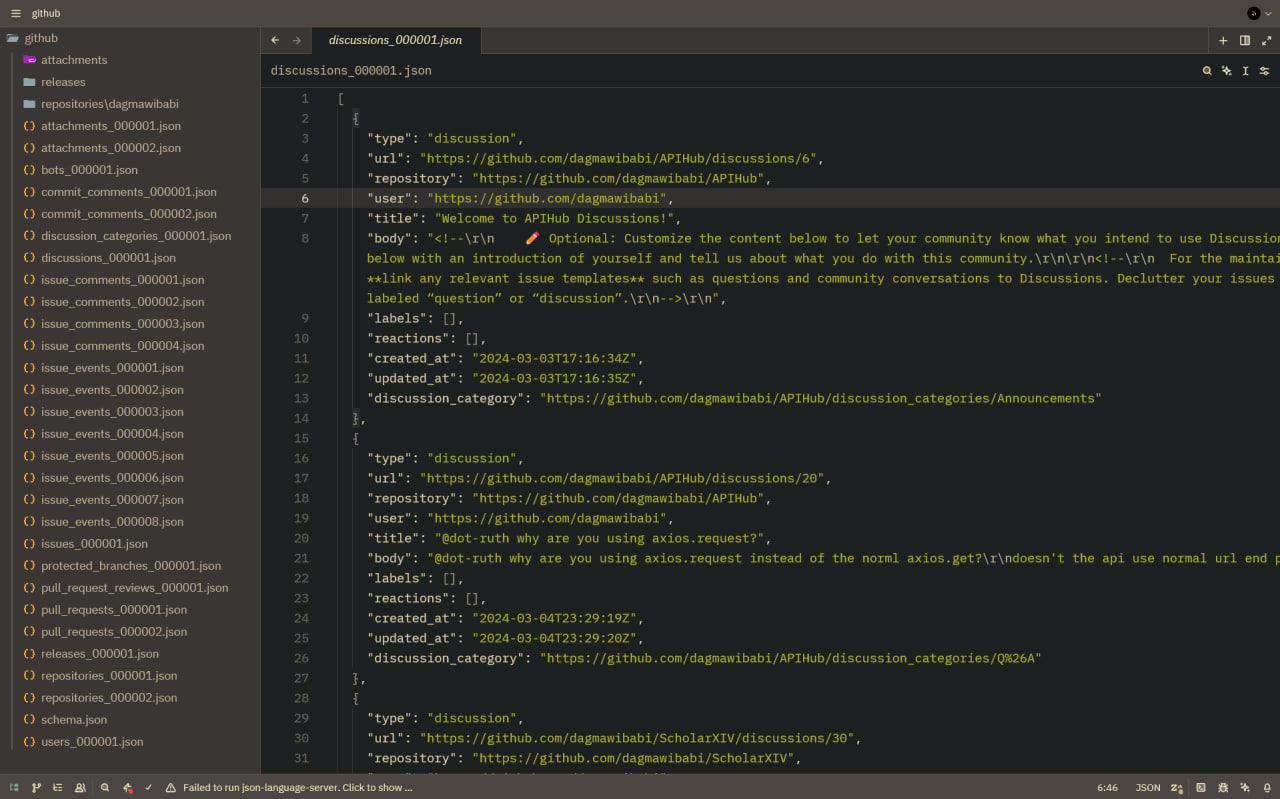 github
github
attachments
releases
repositories\dagmawibabi
attachments_000001.json
attachments_000002.json
bots_000001.json
commit_comments_000001.json
commit_comments_000002.json
discussion_categories_000001.json
discussions_000001.json
issue_comments_000001.json
issue_comments_000002.json
issue_comments_000003.json
issue_comments_000004.json
issue_events_000001.json
issue_events_000002.json
issue_events_000003.json
issue_events_000004.json
issue_events_000005.json
issue_events_000006.json
issue_events_000007.json
issue_events_000008.json
issues_000001.json
protected_branches_000001.json
pull_request_reviews_000001.json
pull_requests_000001.json
pull_requests_000002.json
releases_000001.json
repositories_000001.json
repositories_000002.json
schema.json
users_000001.json
discussions_000001.json
discussions_000001.json
1 [
2 {
3 "type": "discussion",
4 "url": "https://github.com/dagmawibabi/APIHub/discussions/6",
5 "repository": "https://github.com/dagmawibabi/APIHub",
6 "user": "https://github.com/dagmawibabi",
7 "title": "Welcome to APIHub Discussions!",
8 "body": "<!--\r\n ✏️ Optional: Customize the content below to let your community know what you intend to use Discussion
below with an introduction of yourself and tell us about what you do with this community.\r\n\r\n<!--\r\n For the maintai
**link any relevant issue templates** such as questions and community conversations to Discussions. Declutter your issues
labeled “question” or “discussion”.\r\n-->\r\n",
9 "labels": [],
10 "reactions": [],
11 "created_at": "2024-03-03T17:16:34Z",
12 "updated_at": "2024-03-03T17:16:35Z",
13 "discussion_category": "https://github.com/dagmawibabi/APIHub/discussion_categories/Announcements"
14 },
15 {
16 "type": "discussion",
17 "url": "https://github.com/dagmawibabi/APIHub/discussions/20",
18 "repository": "https://github.com/dagmawibabi/APIHub",
19 "user": "https://github.com/dagmawibabi",
20 "title": "@dot-ruth why are you using axios.request?",
21 "body": "@dot-ruth why are you using axios.request instead of the norml axios.get?\r\ndoesn't the api use normal url end p
22 "labels": [],
23 "reactions": [],
24 "created_at": "2024-03-04T23:29:19Z",
25 "updated_at": "2024-03-04T23:29:20Z",
26 "discussion_category": "https://github.com/dagmawibabi/APIHub/discussion_categories/Q%26A"
27 },
28 {
29 "type": "discussion",
30 "url": "https://github.com/dagmawibabi/ScholarXIV/discussions/30",
31 "repository": "https://github.com/dagmawibabi/ScholarXIV",
Failed to run json-language-server. Click to show ...
6:46
JSON